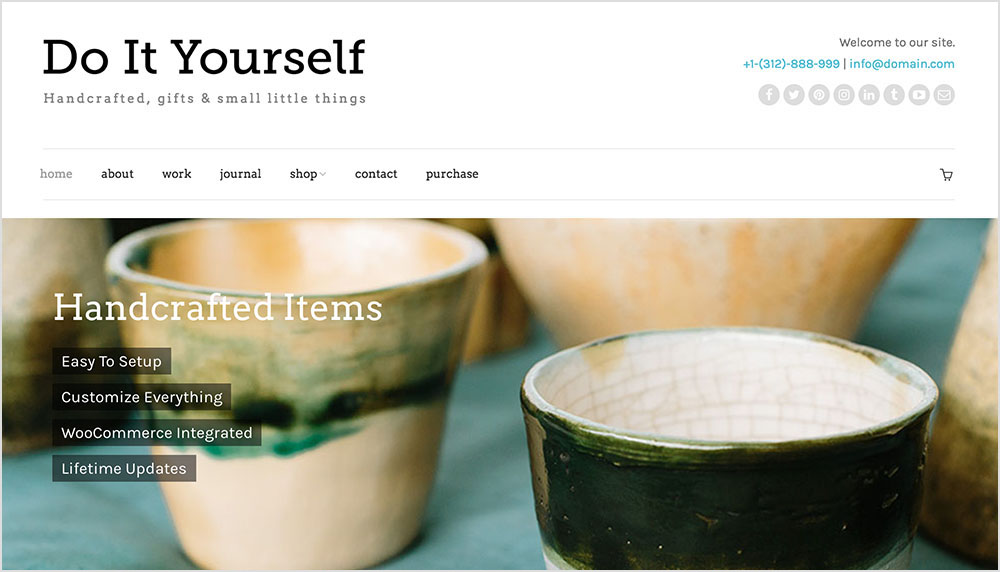 Do It Yourself
Handcrafted, gifts & small little things
Welcome to our site.
+1-(312)-888-999 | info@domain.com
home about work journal shop contact purchase
Handcrafted Items
Easy To Setup
Customize Everything
WooCommerce Integrated
Lifetime Updates